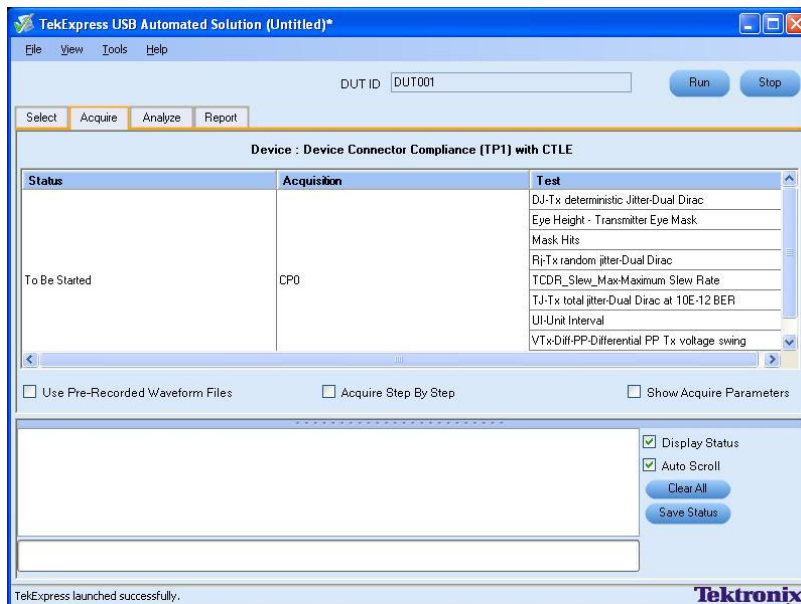 TekExpress USB Automated Solution (Untitled)*
File View Tools Help
DUT ID DUT001 Run Stop
Select Acquire Analyze Report
Device : Device Connector Compliance (TP1) with CTLE
Status Acquisition Test
DJ-Tx deterministic Jitter-Dual Dirac
Eye Height - Transmitter Eye Mask
Mask Hits
Rj-Tx random jitter-Dual Dirac
To Be Started CP0 TCDR_Slew_Max-Maximum Slew Rate
TJ-Tx total jitter-Dual Dirac at 10E-12 BER
UI-Unit Interval
VTx-Diff-PP-Differential PP Tx voltage swing
Use Pre-Recorded Waveform Files Acquire Step By Step Show Acquire Parameters
Display Status
Auto Scroll
Clear All
Save Status
TekExpress launched successfully. Tektronix